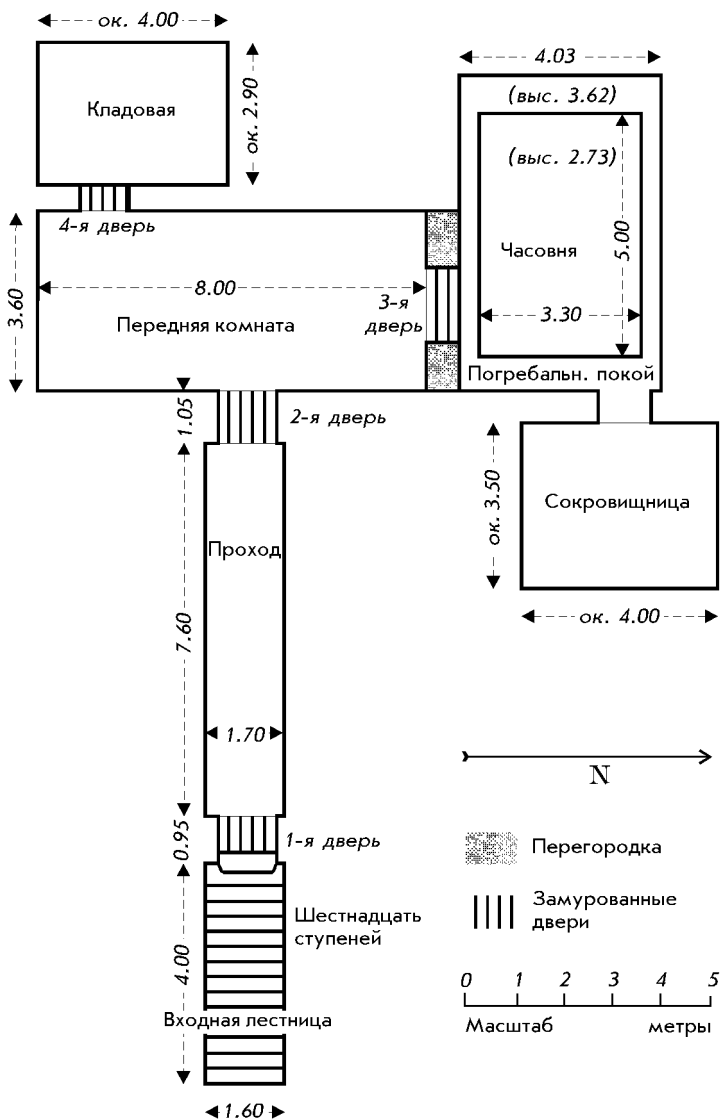 ок. 4.00
Кладовая
ок. 2.90
4.03
(выс. 3.62)
(выс. 2.73)
Часовня
5.00
3.30
Погребальн. покой
4-я дверь
3.60
8.00
Передняя комната
3-я
дверь
1.05
2-я дверь
ок. 3.50
Сокровищница
ок. 4.00
Проход
7.60
1.70
N
0.95
1-я дверь
Перегородка
Шестнадцать
ступеней
4.00
Замурованные
двери
Входная лестница
0 1 2 3 4 5
Масштаб метры
1.60